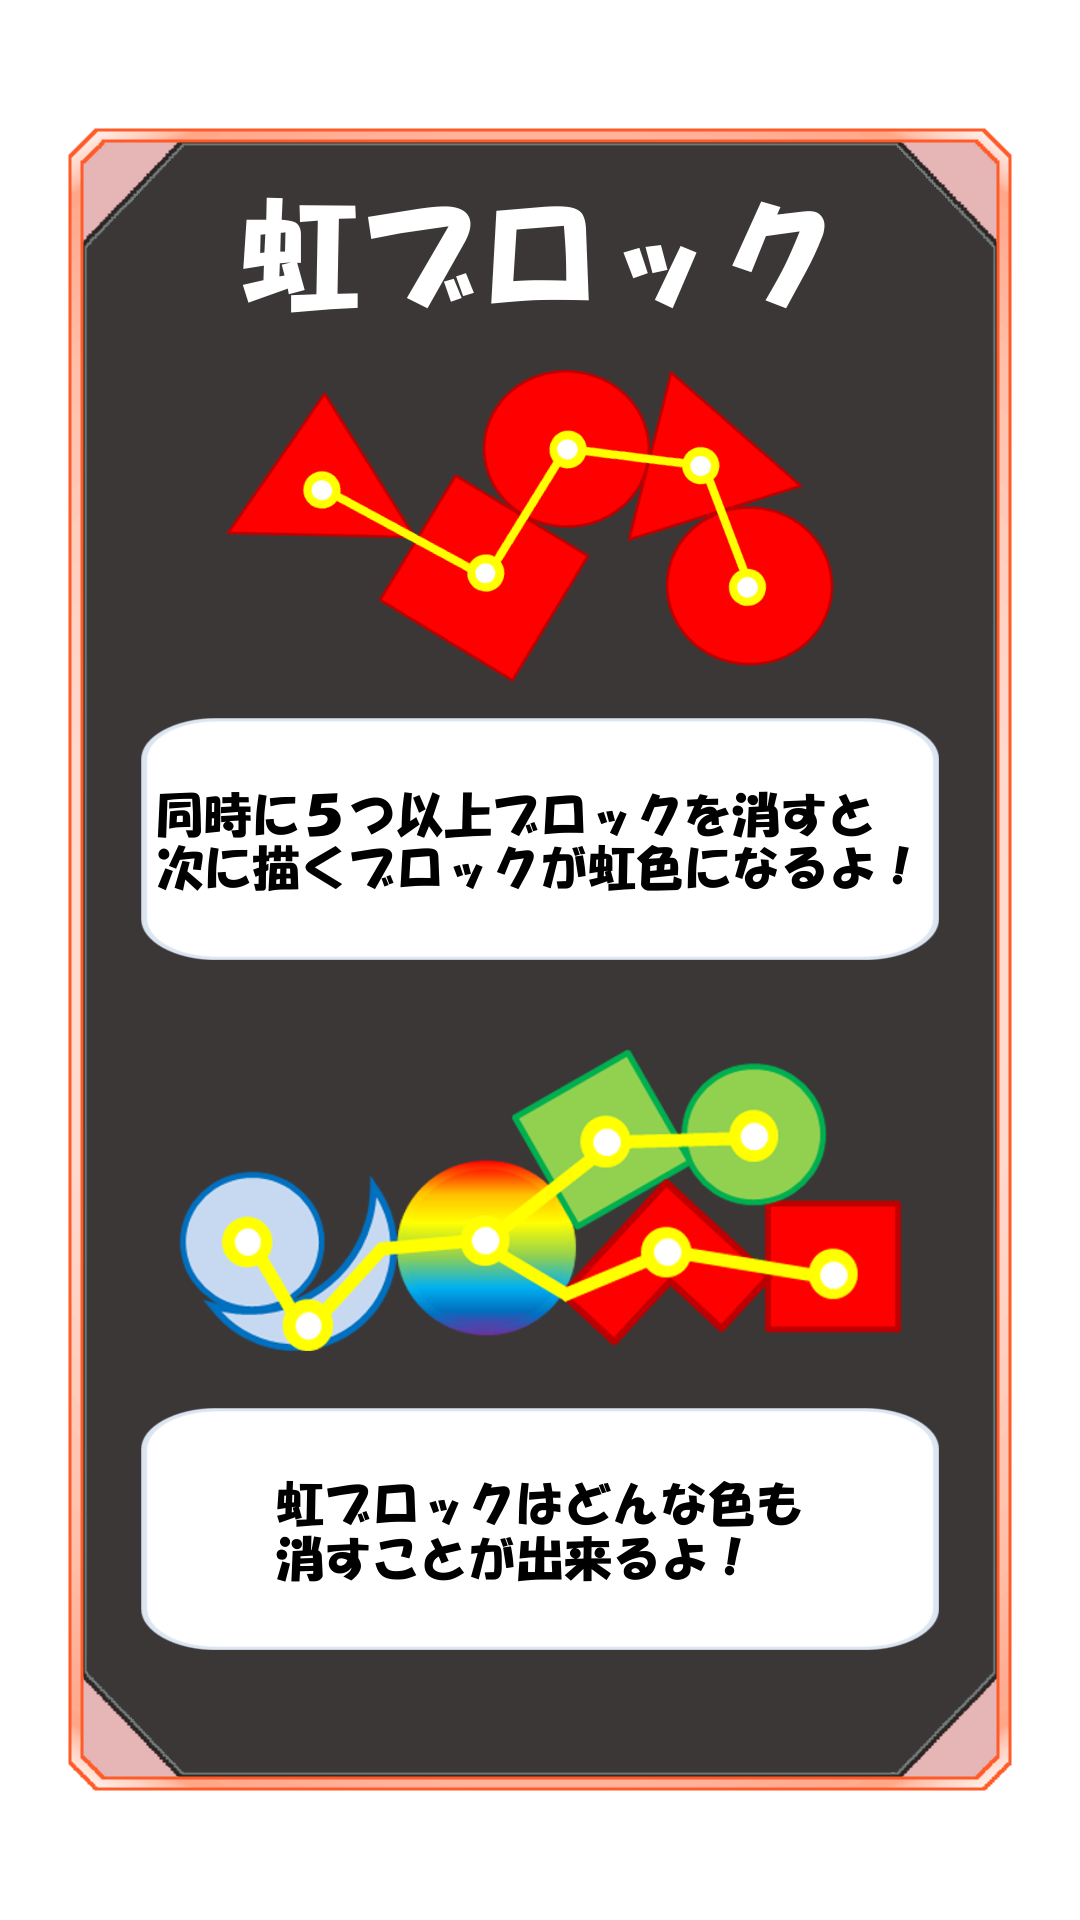 虹ブロック
同時に５つ以上ブロックを消すと
次に描くブロックが虹色になるよ！
虹ブロックはどんな色も
消すことが出来るよ！